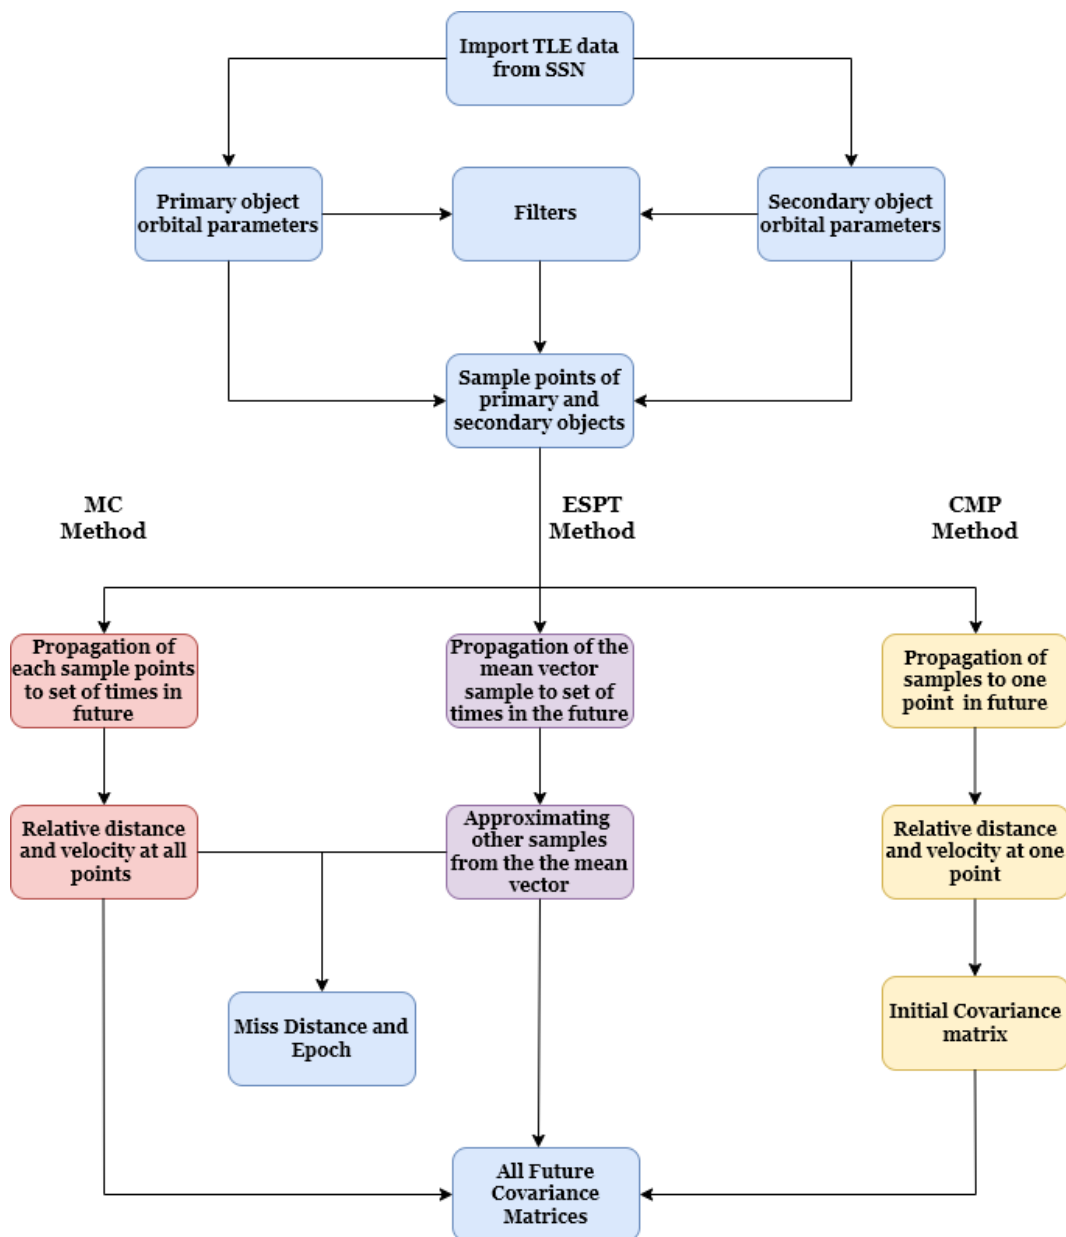 Import TLE data
from SSN
Primary object
orbital parameters
Filters
Secondary object
orbital parameters
Sample points of
primary and
secondary objects
MC
Method
ESPT
Method
CMP
Method
Propagation of
each sample points
to set of times in
future
Propagation of the
mean vector
sample to set of
times in the future
Propagation of
samples to one
point in future
Relative distance
and velocity at all
points
Approximating
other samples
from the the mean
vector
Relative distance
and velocity at one
point
Miss Distance and
Epoch
Initial Covariance
matrix
All Future
Covariance
Matrices